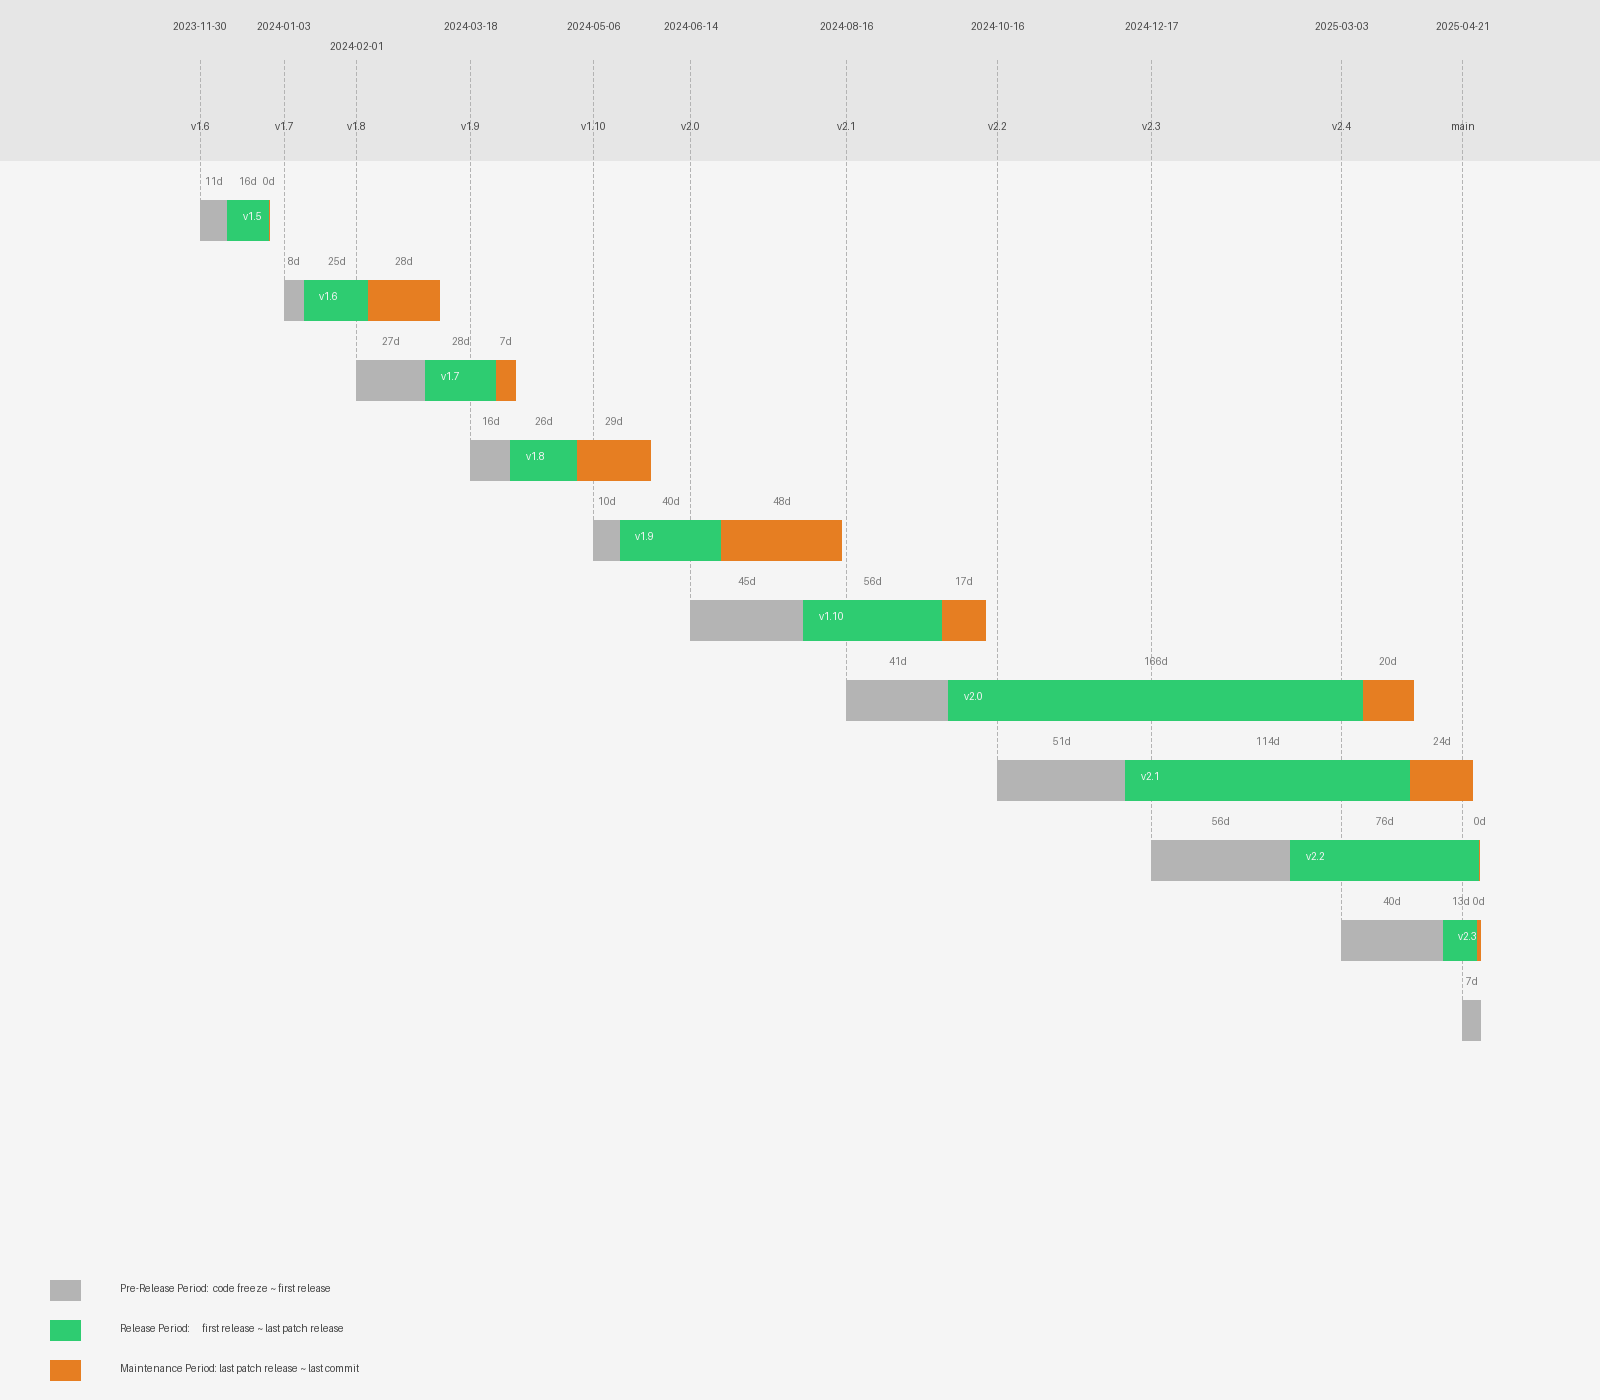 2023-11-30 2024-01-03 2024-03-18 2024-05-06 2024-06-14 2024-08-16 2024-10-16 2024-12-17 2025-03-03 2025-04-21
2024-02-01
v1.6 v1.7 v1.8 v1.9 v1.10 v2.0 v2.1 v2.2 v2.3 v2.4 main
11d 16d 0d
v1.5
8d 25d 28d
v1.6
27d 28d 7d
v1.7
16d 26d 29d
v1.8
10d 40d 48d
v1.9
45d 56d 17d
v1.10
41d 166d 20d
v2.0
51d 114d 24d
v2.1
56d 76d 0d
v2.2
40d 13d 0d
v2.3
7d
Pre-Release Period: code freeze ~ first release
Release Period: first release ~ last patch release
Maintenance Period: last patch release ~ last commit